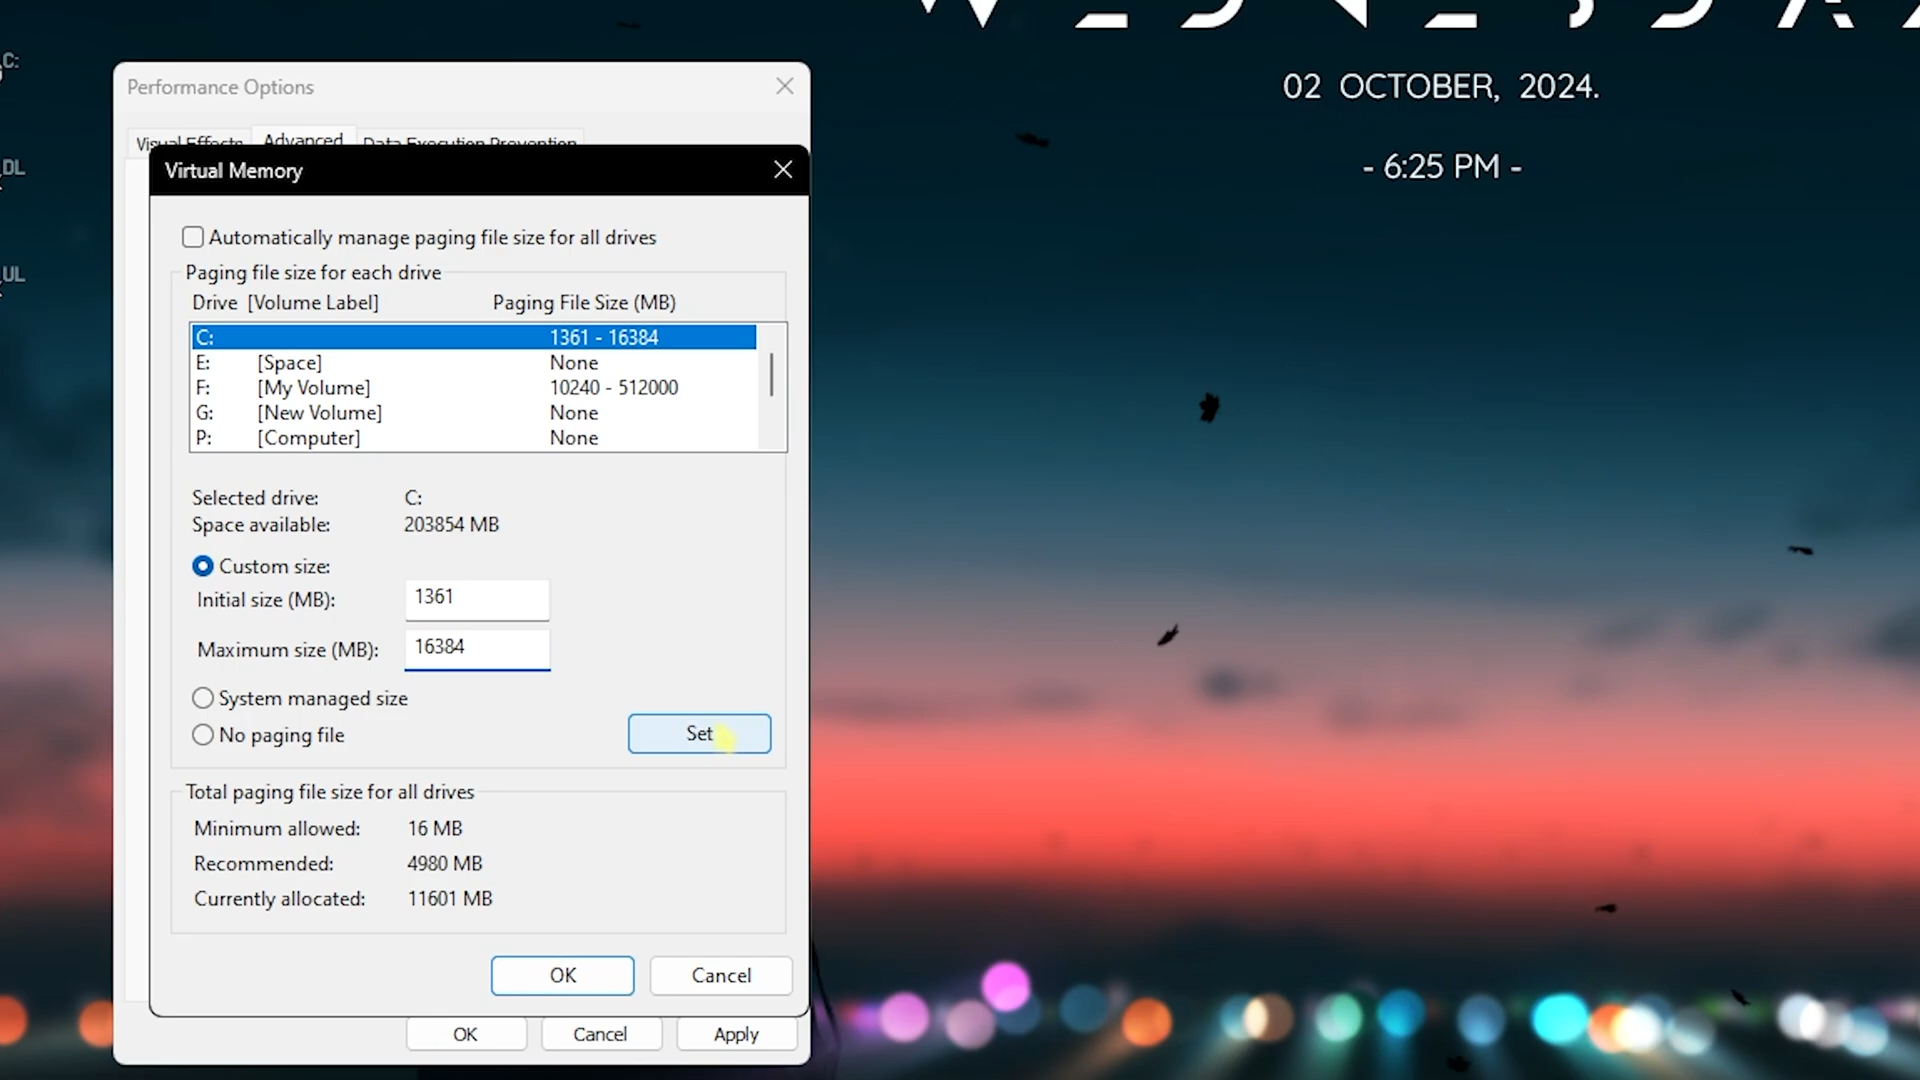 C:
02 OCTOBER, 2024.
Performance Options
DL
Visual Effects Advanced Data Execution Prevention
- 6:25 PM -
Virtual Memory
Automatically manage paging file size for all drives
UL
Paging file size for each drive
Drive [Volume Label] Paging File Size (MB)
C: 1361 - 16384
E: [Space] None
F: [My Volume] 10240 - 512000
G: [New Volume] None
P: [Computer] None
Selected drive: C:
Space available: 203854 MB
Custom size:
Initial size (MB): 1361
Maximum size (MB): 16384
System managed size
No paging file
Set
Total paging file size for all drives
Minimum allowed: 16 MB
Recommended: 4980 MB
Currently allocated: 11601 MB
OK Cancel
OK Cancel Apply